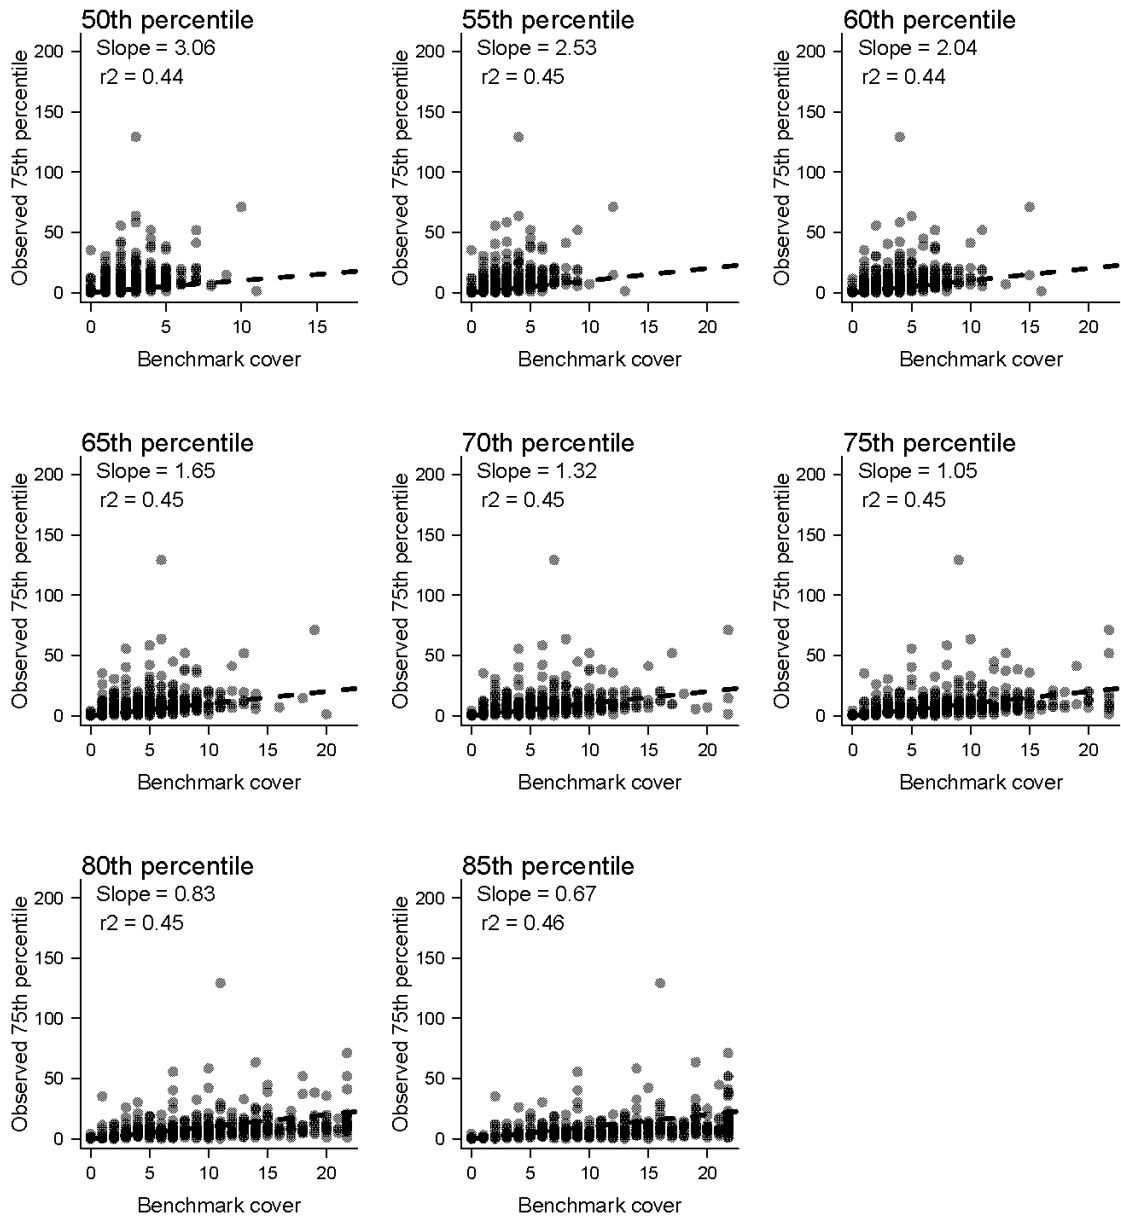 50th percentile
Slope = 3.06
r2 = 0.44
Observed 75th percentile
200
150
100
50
0
0 5 10 15
Benchmark cover
55th percentile
Slope = 2.53
r2 = 0.45
Observed 75th percentile
200
150
100
50
0
0 5 10 15 20
Benchmark cover
60th percentile
Slope = 2.04
r2 = 0.44
Observed 75th percentile
200
150
100
50
0
0 5 10 15 20
Benchmark cover
65th percentile
Slope = 1.65
r2 = 0.45
Observed 75th percentile
200
150
100
50
0
0 5 10 15 20
Benchmark cover
70th percentile
Slope = 1.32
r2 = 0.45
Observed 75th percentile
200
150
100
50
0
0 5 10 15 20
Benchmark cover
75th percentile
Slope = 1.05
r2 = 0.45
Observed 75th percentile
200
150
100
50
0
0 5 10 15 20
Benchmark cover
80th percentile
Slope = 0.83
r2 = 0.45
Observed 75th percentile
200
150
100
50
0
0 5 10 15 20
Benchmark cover
85th percentile
Slope = 0.67
r2 = 0.46
Observed 75th percentile
200
150
100
50
0
0 5 10 15 20
Benchmark cover